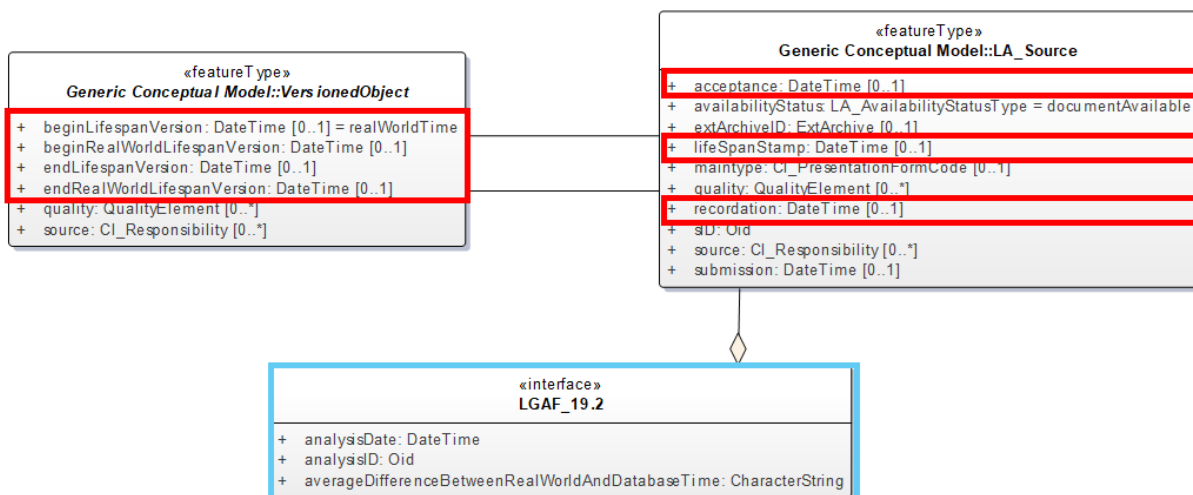 «featureType»
Generic Conceptual Model::VersionedObject
+ beginLifespanVersion: DateTime [0..1] = realWorldTime
+ beginRealWorldLifespanVersion: DateTime [0..1]
+ endLifespanVersion: DateTime [0..1]
+ endRealWorldLifespanVersion: DateTime [0..1]
+ quality: QualityElement [0..*]
+ source: CI_Responsibility [0..*]
«featureType»
Generic Conceptual Model::LA_Source
+ acceptance: DateTime [0..1]
+ availabilityStatus: LA_AvailabilityStatusType = documentAvailable
+ extArchiveID: ExtArchive [0..1]
+ lifeSpanStamp: DateTime [0..1]
+ maintype: CI_PresentationFormCode [0..1]
+ quality: QualityElement [0..*]
+ recordation: DateTime [0..1]
+ sID: Oid
+ source: CI_Responsibility [0..*]
+ submission: DateTime [0..1]
«interface»
LGAF_19.2
+ analysisDate: DateTime
+ analysisID: Oid
+ averageDifferenceBetweenRealWorldAndDatabaseTime: CharacterString